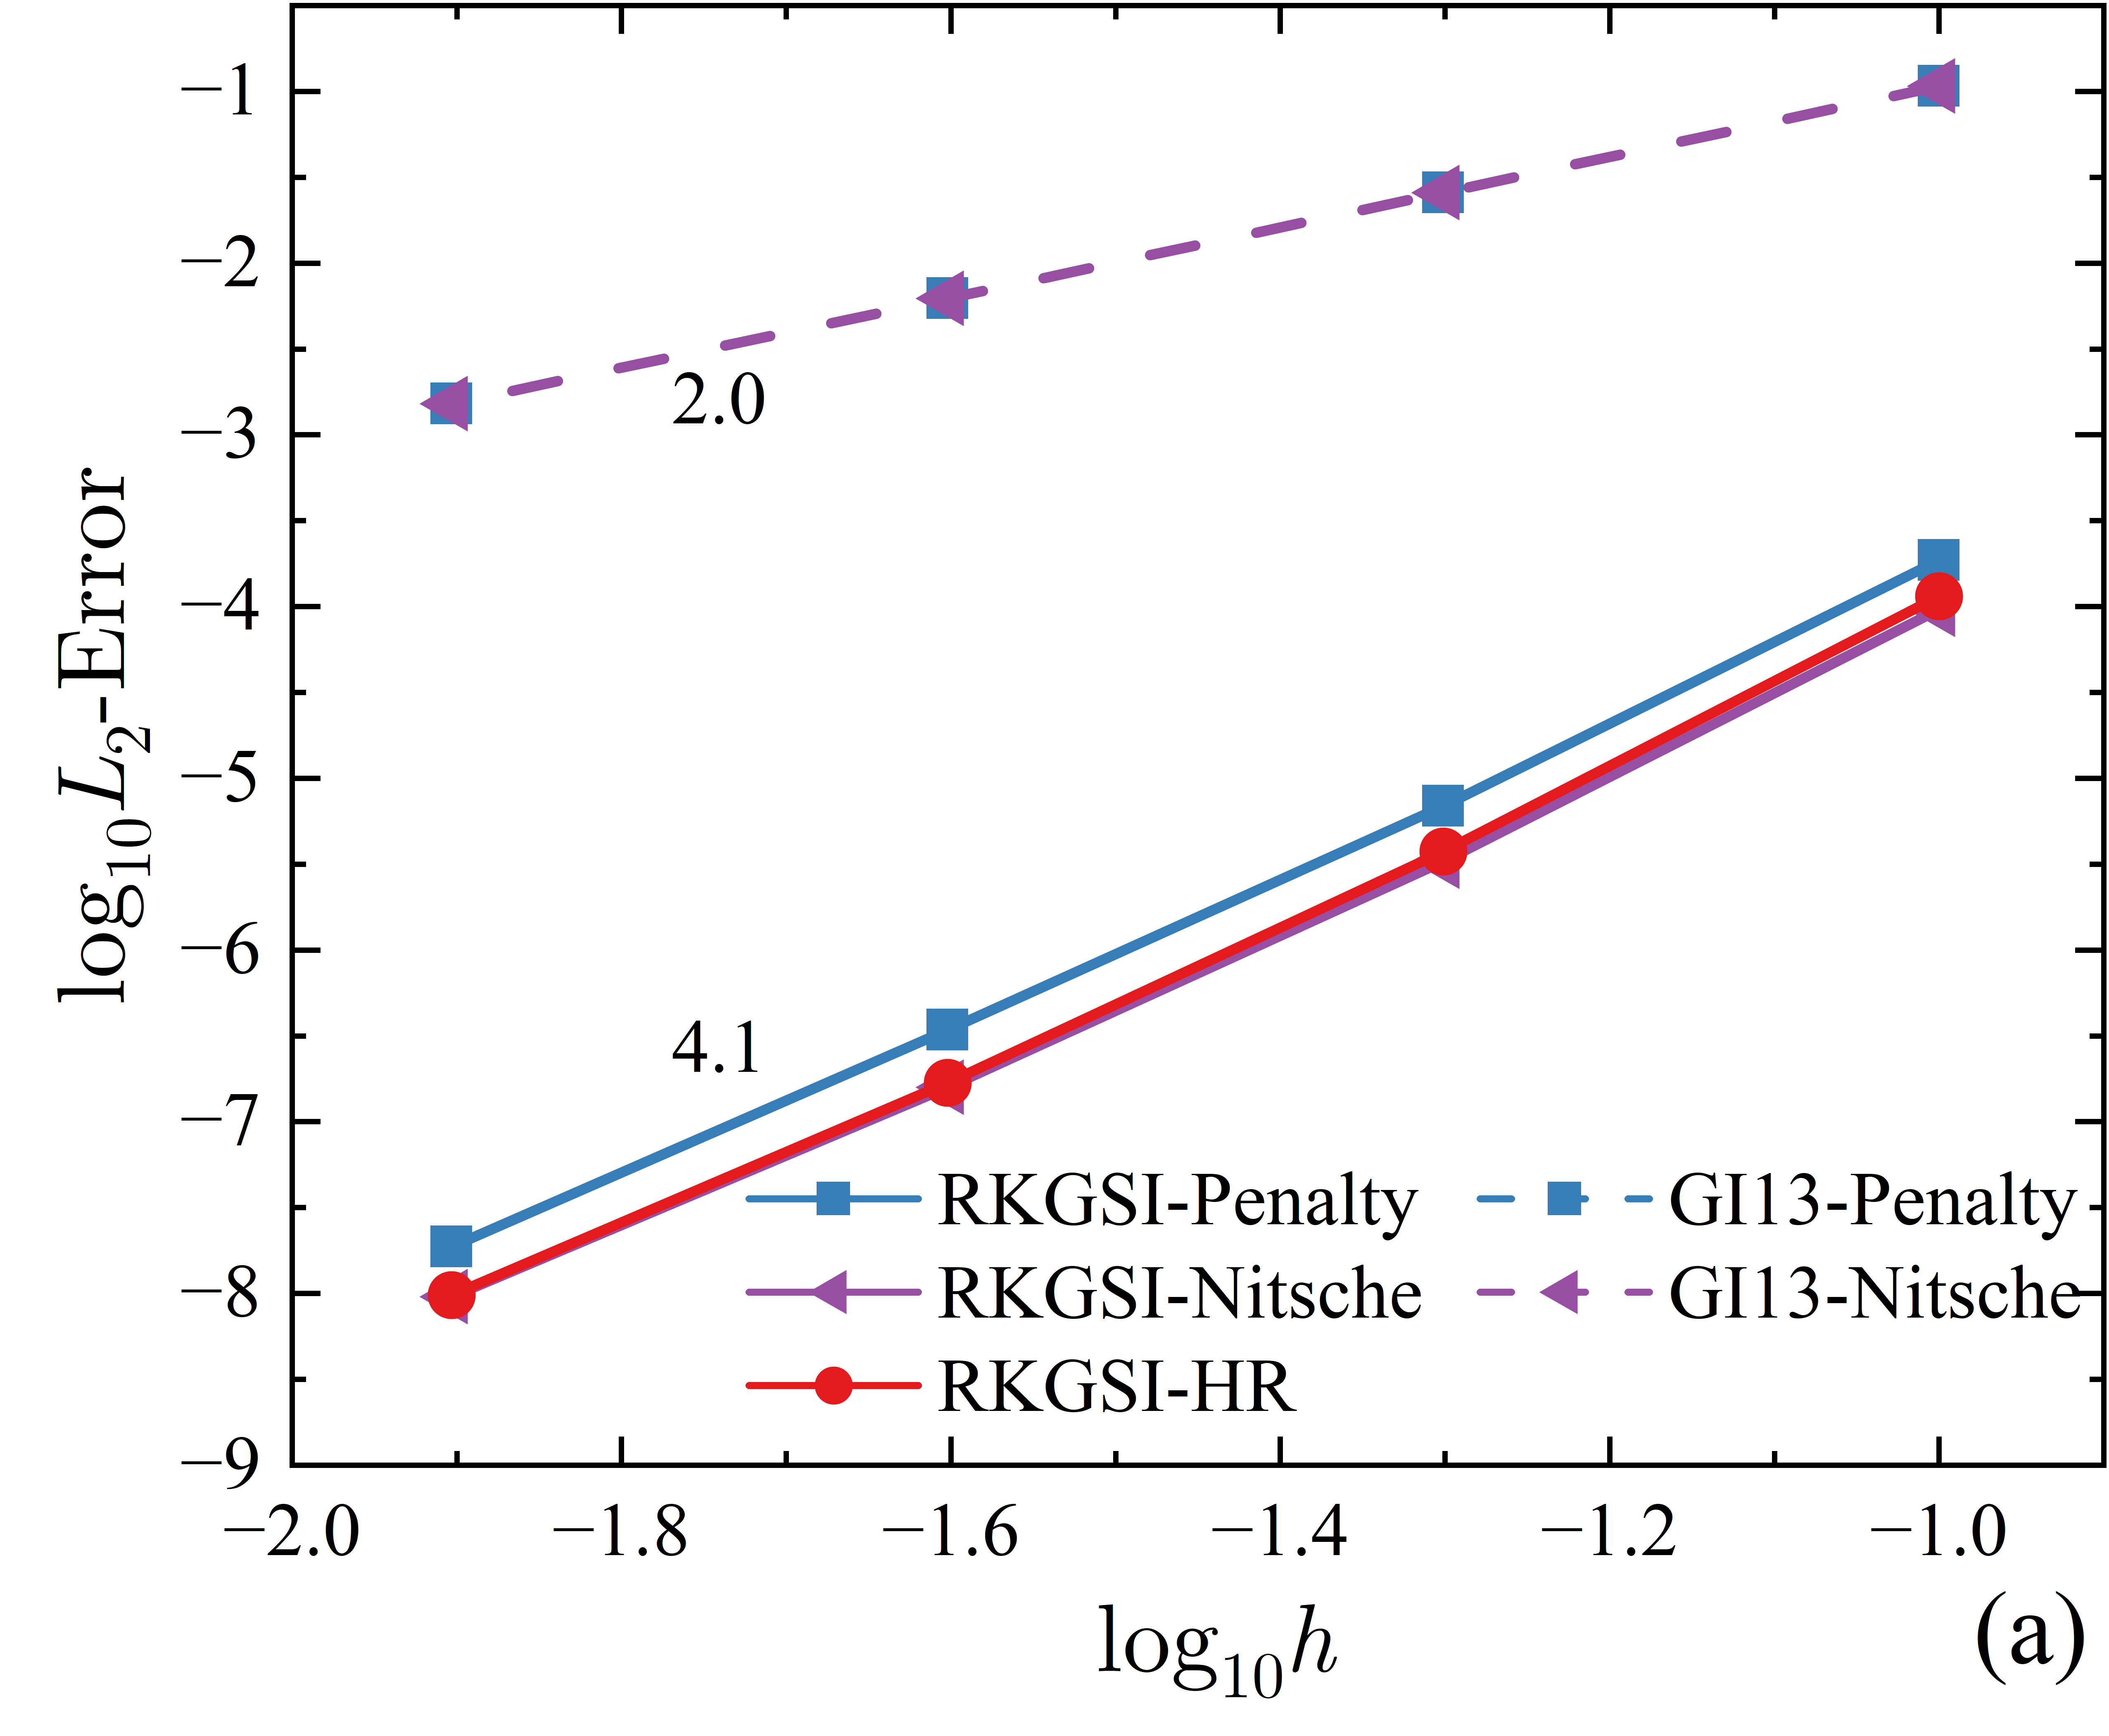 −1
−2
−3
−4
−5
−6
−7
−8
−9
log₁₀L₂-Error
2.0
4.1
RKGSI-Penalty GI13-Penalty
RKGSI-Nitsche GI13-Nitsche
RKGSI-HR
−2.0 −1.8 −1.6 −1.4 −1.2 −1.0
log₁₀h
(a)